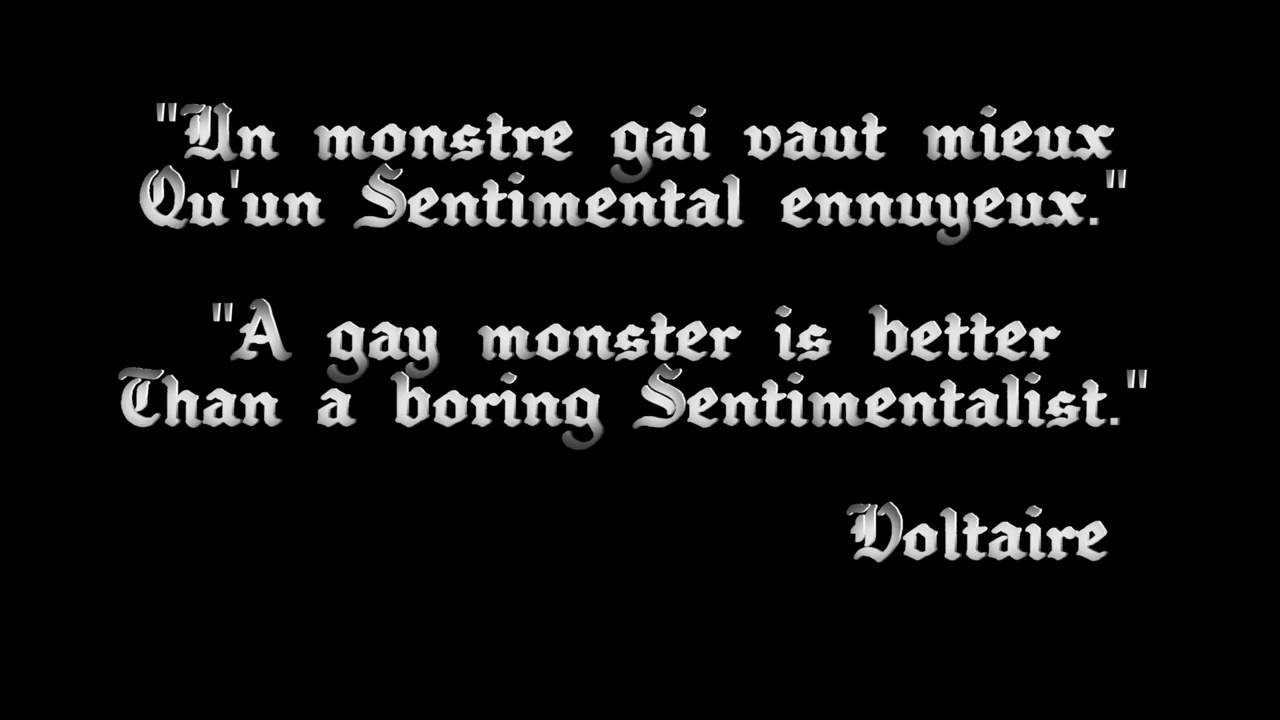 "Un monstre gai vaut mieux
Qu'un Sentimental ennuyeux."
"A gay monster is better
Than a boring Sentimentalist."
Voltaire